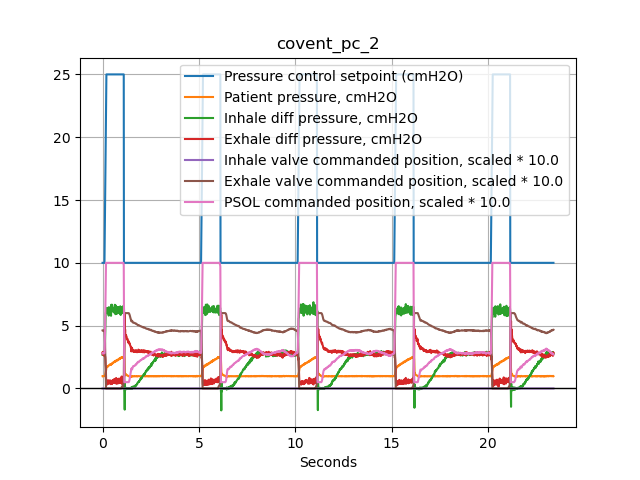 covent_pc_2
Pressure control setpoint (cmH2O)
Patient pressure, cmH2O
Inhale diff pressure, cmH2O
Exhale diff pressure, cmH2O
Inhale valve commanded position, scaled * 10.0
Exhale valve commanded position, scaled * 10.0
PSOL commanded position, scaled * 10.0
25
20
15
10
5
0
0 5 10 15 20
Seconds